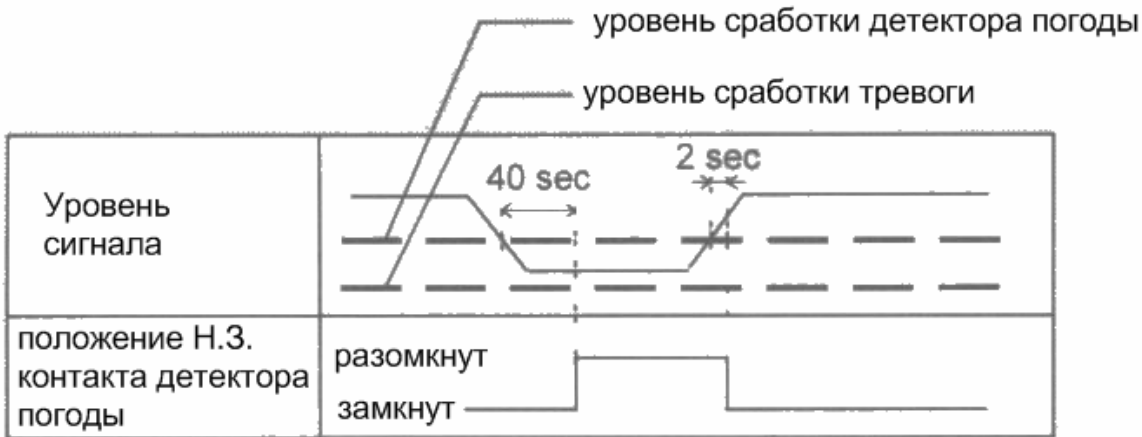 уровень сработки детектора погоды
уровень сработки тревоги
Уровень
сигнала
40 sec
2 sec
положение Н.З.
контакта детектора
погоды
разомкнут
замкнут